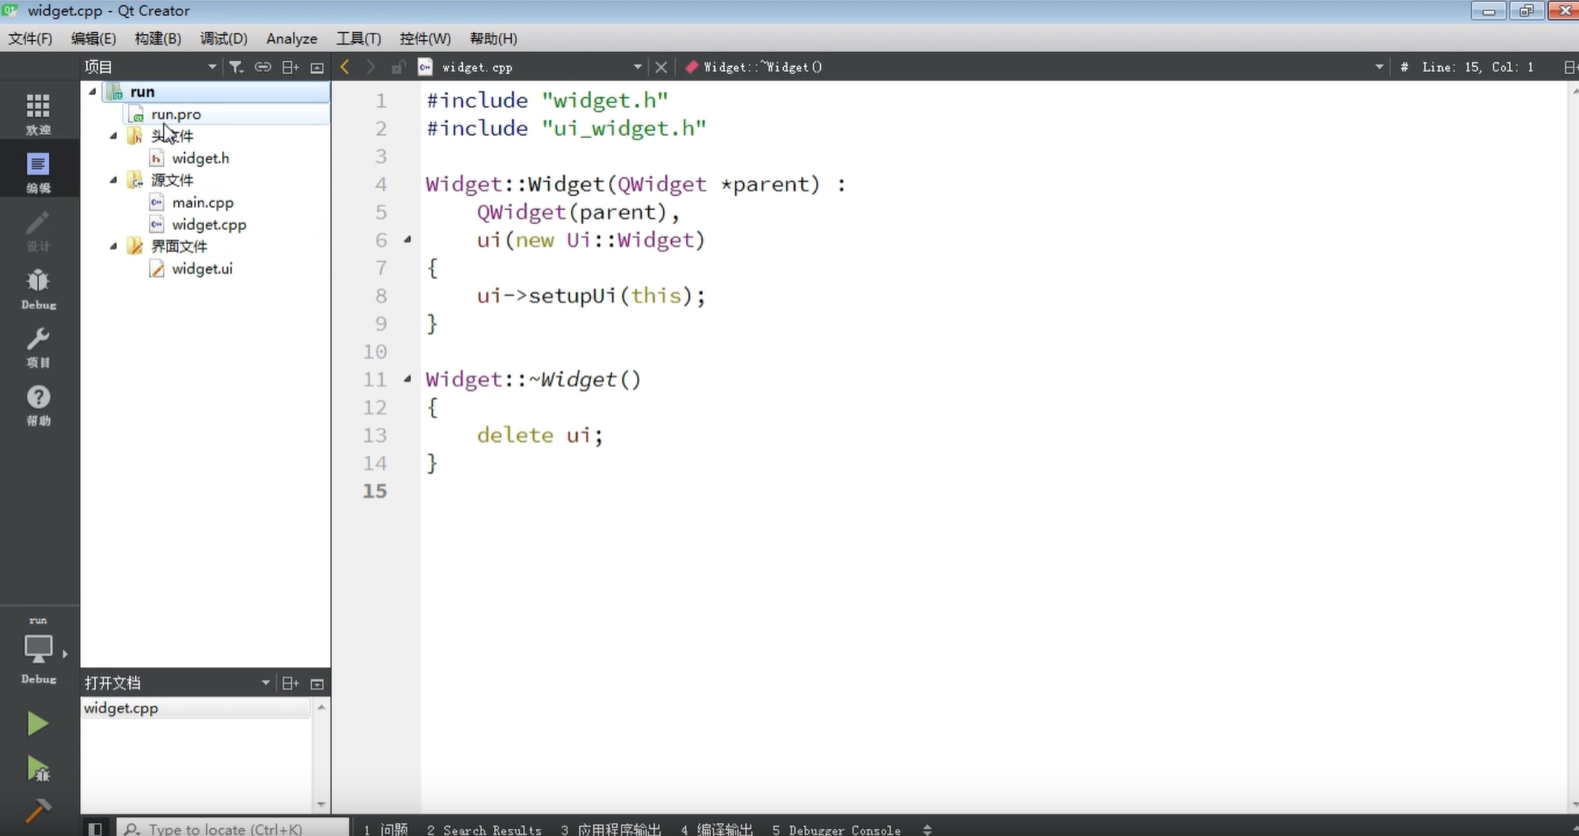 widget.cpp - Qt Creator
文件(F) 编辑(E) 构建(B) 调试(D) Analyze 工具(T) 控件(W) 帮助(H)
项目
widget.cpp
Widget::~Widget()
# Line: 15, Col: 1
欢迎
编辑
设计
Debug
项目
帮助
run
Debug
run
run.pro
头文件
widget.h
源文件
main.cpp
widget.cpp
界面文件
widget.ui
1 #include "widget.h"
2 #include "ui_widget.h"
3
4 Widget::Widget(QWidget *parent) :
5 QWidget(parent),
6 ui(new Ui::Widget)
7 {
8 ui->setupUi(this);
9 }
10
11 Widget::~Widget()
12 {
13 delete ui;
14 }
15
打开文档
widget.cpp
Type to locate (Ctrl+K)
1 问题 2 Search Results 3 应用程序输出 4 编译输出 5 Debugger Console